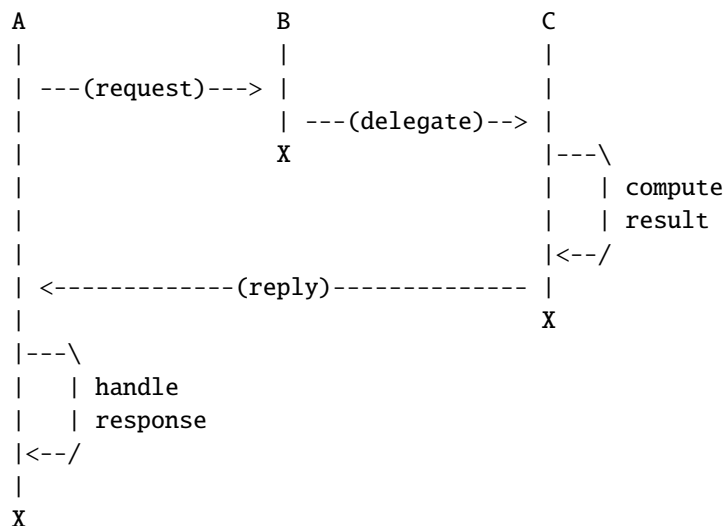 A                  B                   C
|                  |                   |
| ---(request)---> |                   |
|                  | ---(delegate)--> |
|                  X                   |---\
|                                      |   | compute
|                                      |   | result
|                                      |<--/
| <-------------(reply)-------------- |
|                                      X
|---\
|   | handle
|   | response
|<--/
|
X